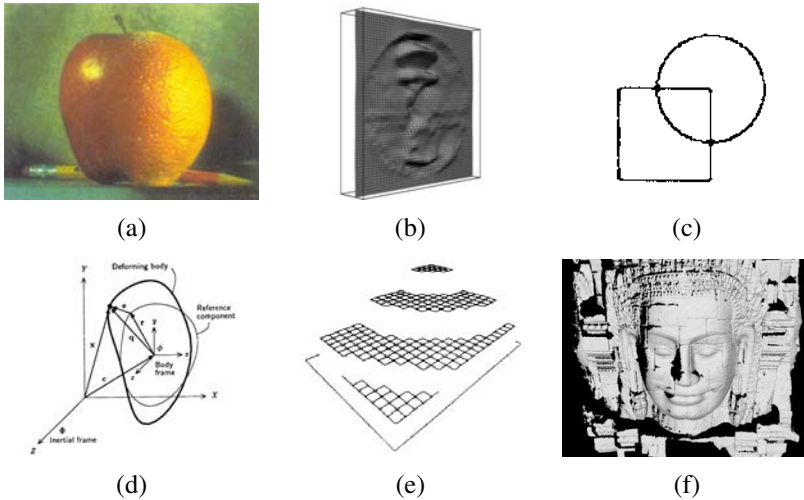 (a)
(b)
(c)
Y
Deforming body
Reference
component
e
r
y
x
q
ϕ
x
z
Body
frame
c
X
Φ
Inertial frame
Z
(d)
(e)
(f)